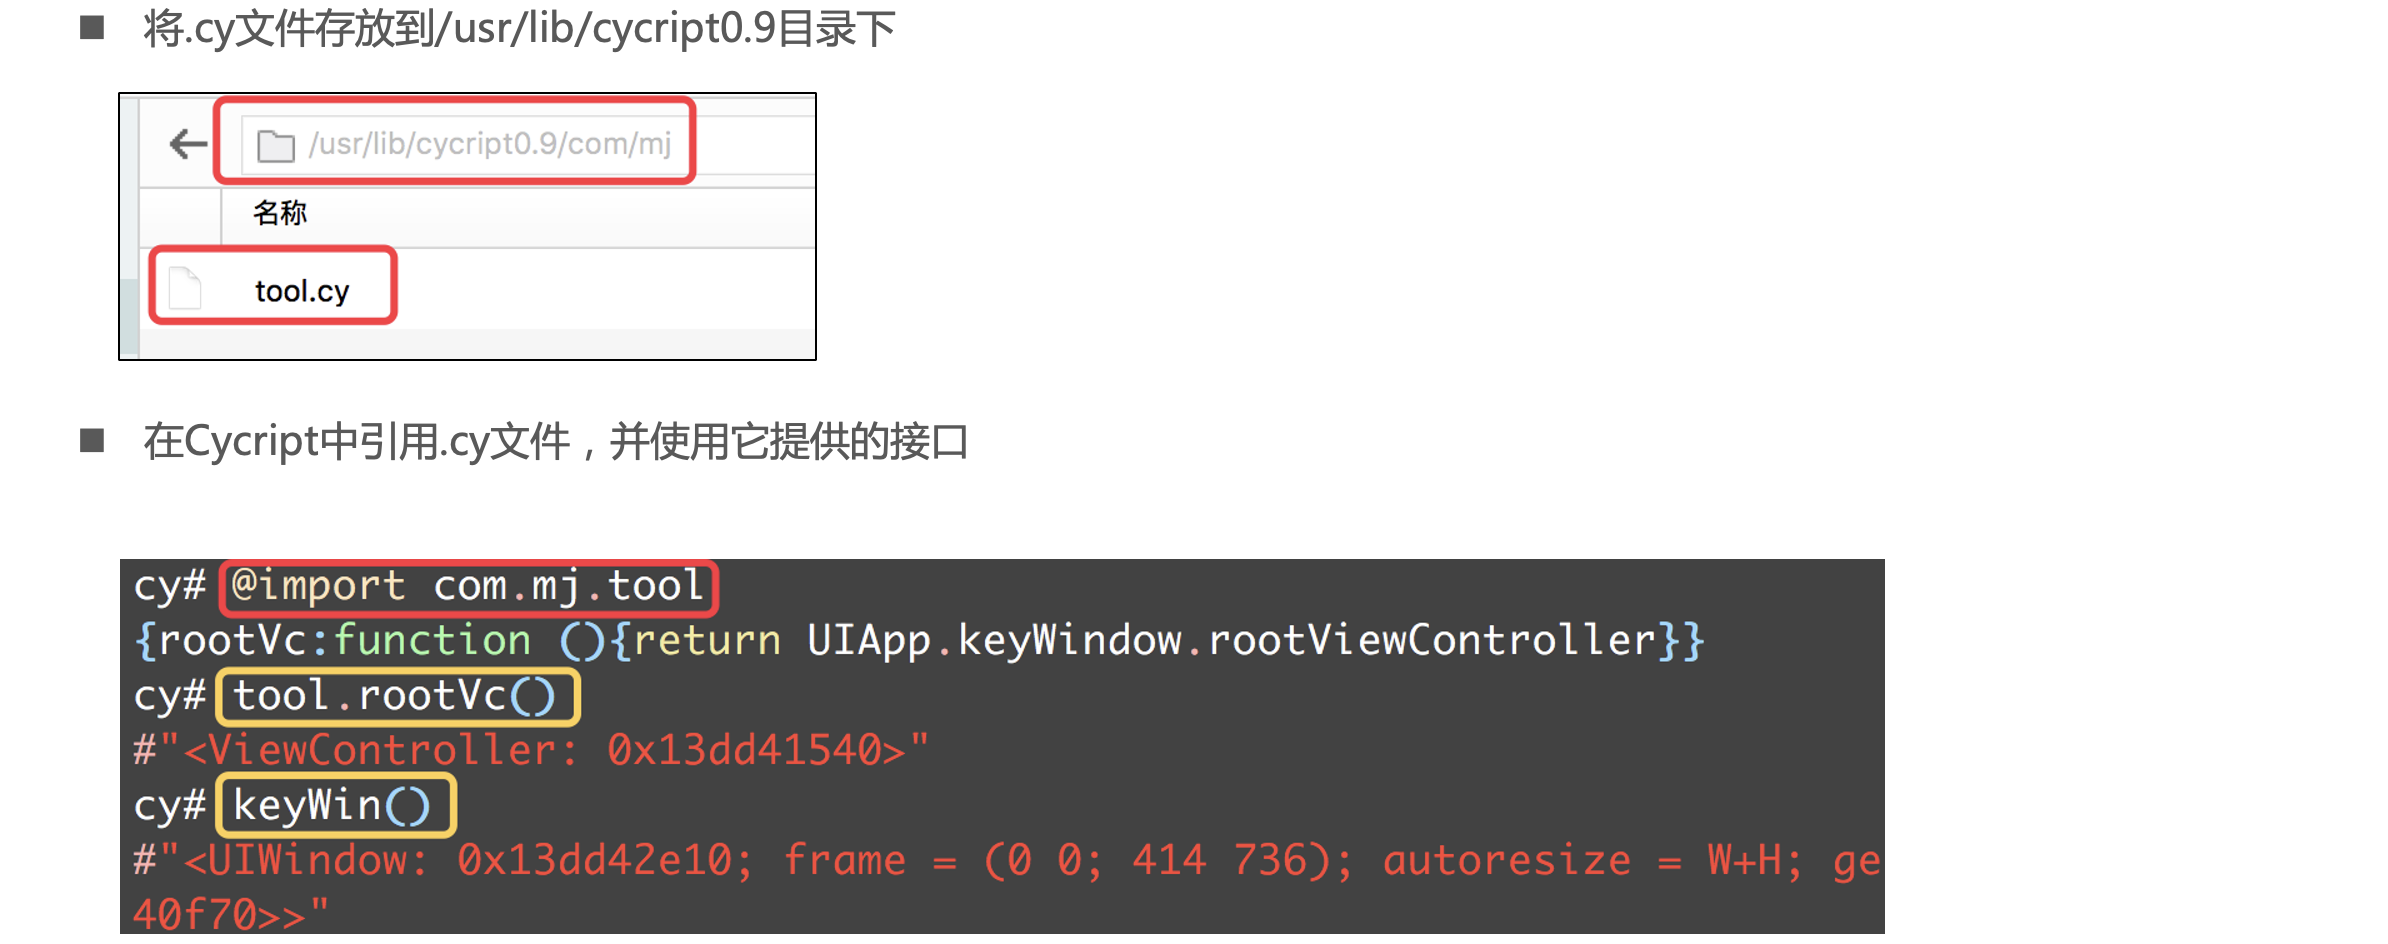 将.cy文件存放到/usr/lib/cycript0.9目录下
/usr/lib/cycript0.9/com/mj
名称
tool.cy
在Cycript中引用.cy文件，并使用它提供的接口
cy# @import com.mj.tool
{rootVc:function (){return UIApp.keyWindow.rootViewController}}
cy# tool.rootVc()
#"<ViewController: 0x13dd41540>"
cy# keyWin()
#"<UIWindow: 0x13dd42e10; frame = (0 0; 414 736); autoresize = W+H; ge
40f70>>"